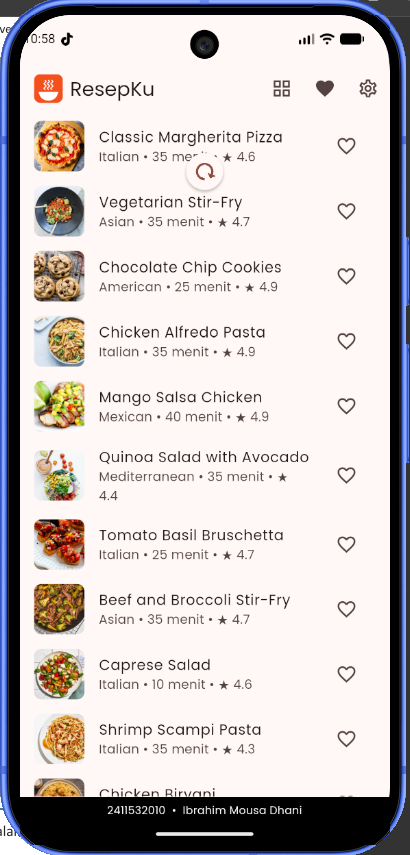 0:58
ResepKu
Classic Margherita Pizza
Italian • 35 menit • ★ 4.6
Vegetarian Stir-Fry
Asian • 35 menit • ★ 4.7
Chocolate Chip Cookies
American • 25 menit • ★ 4.9
Chicken Alfredo Pasta
Italian • 35 menit • ★ 4.9
Mango Salsa Chicken
Mexican • 40 menit • ★ 4.9
Quinoa Salad with Avocado
Mediterranean • 35 menit • ★
4.4
Tomato Basil Bruschetta
Italian • 25 menit • ★ 4.7
Beef and Broccoli Stir-Fry
Asian • 35 menit • ★ 4.7
Caprese Salad
Italian • 10 menit • ★ 4.6
Shrimp Scampi Pasta
Italian • 35 menit • ★ 4.3
Chicken Biryani
2411532010 • Ibrahim Mousa Dhani